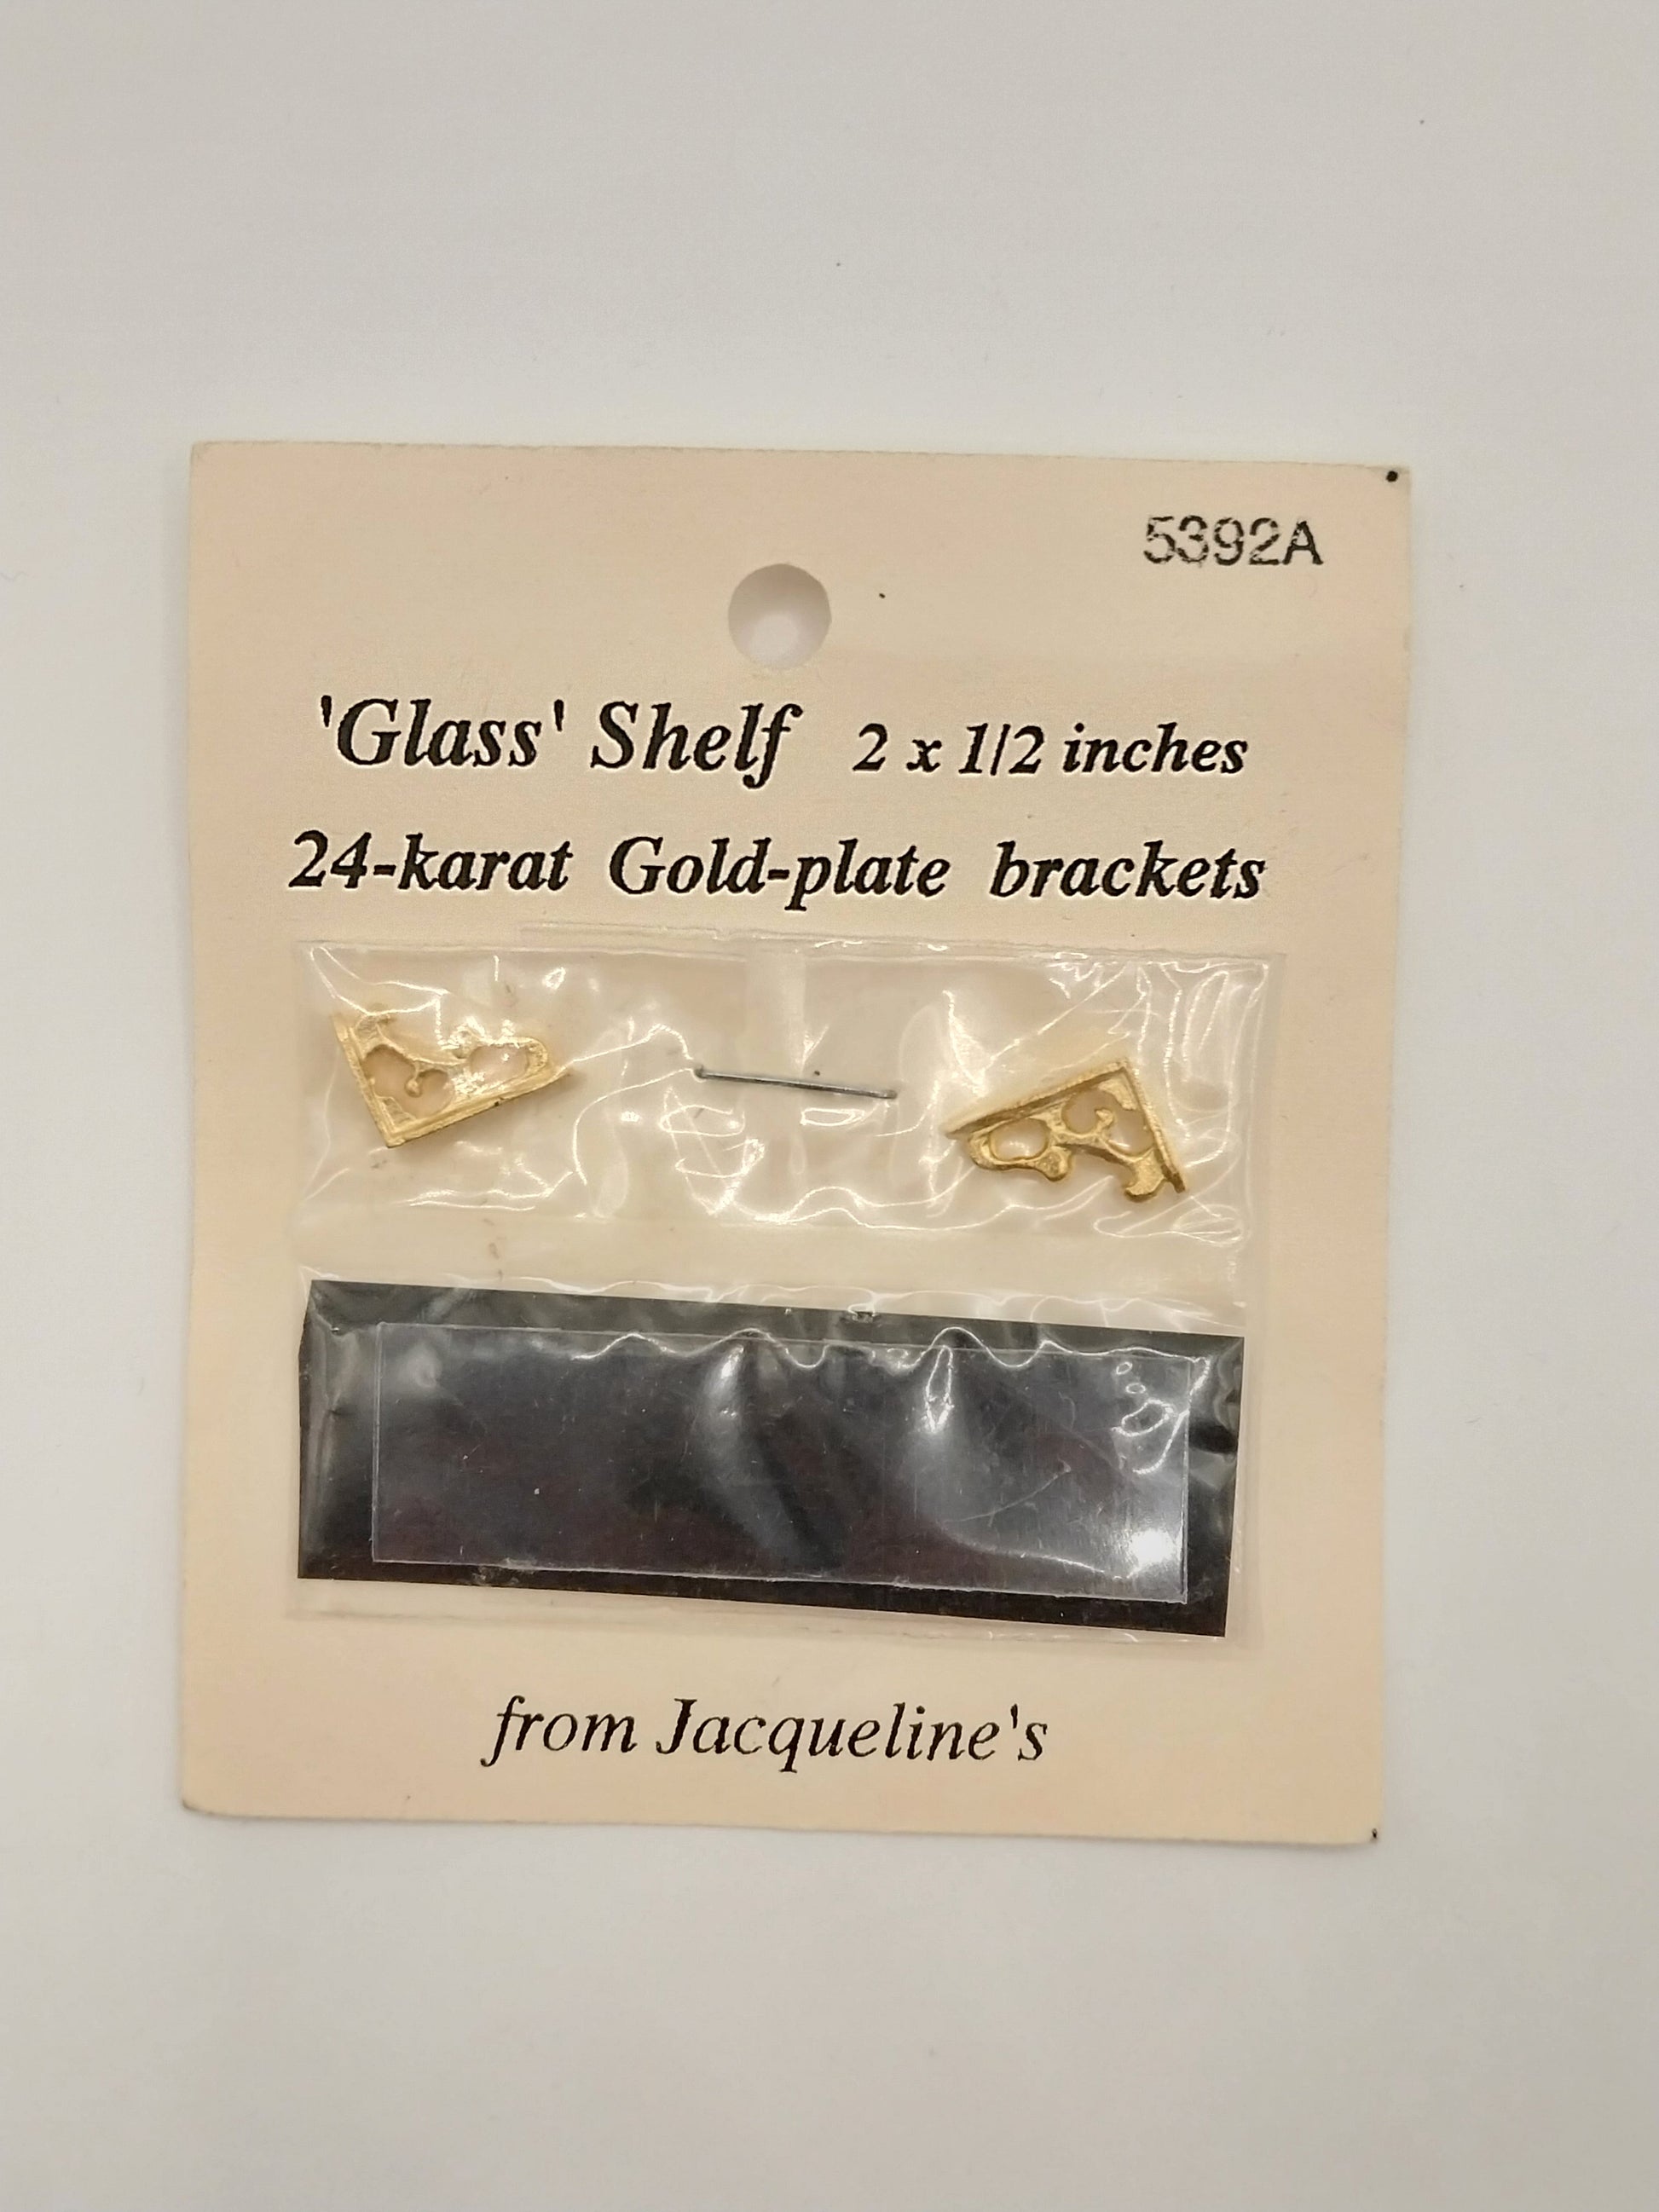 5392A
'Glass' Shelf 2 x 1/2 inches
24-karat Gold-plate brackets
from Jacqueline's